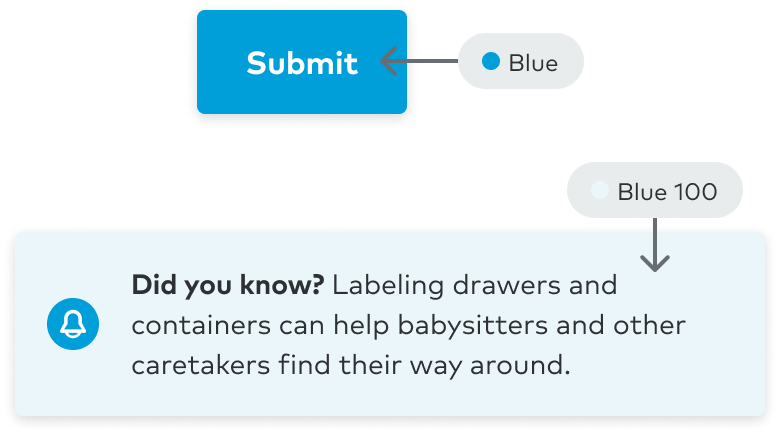 Submit
Blue
Blue 100
Did you know? Labeling drawers and
containers can help babysitters and other
caretakers find their way around.